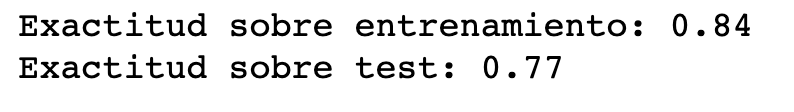 Exactitud sobre entrenamiento: 0.84
Exactitud sobre test: 0.77